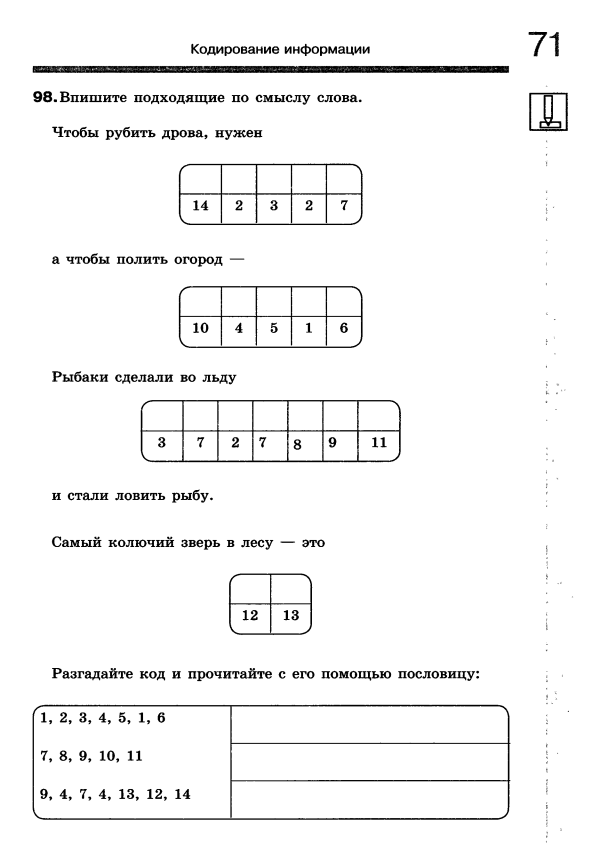 Кодирование информации
71
98. Впишите подходящие по смыслу слова.
Чтобы рубить дрова, нужен
14 2 3 2 7
а чтобы полить огород —
10 4 5 1 6
Рыбаки сделали во льду
3 7 2 7 8 9 11
и стали ловить рыбу.
Самый колючий зверь в лесу — это
12 13
Разгадайте код и прочитайте с его помощью пословицу:
1, 2, 3, 4, 5, 1, 6
7, 8, 9, 10, 11
9, 4, 7, 4, 13, 12, 14